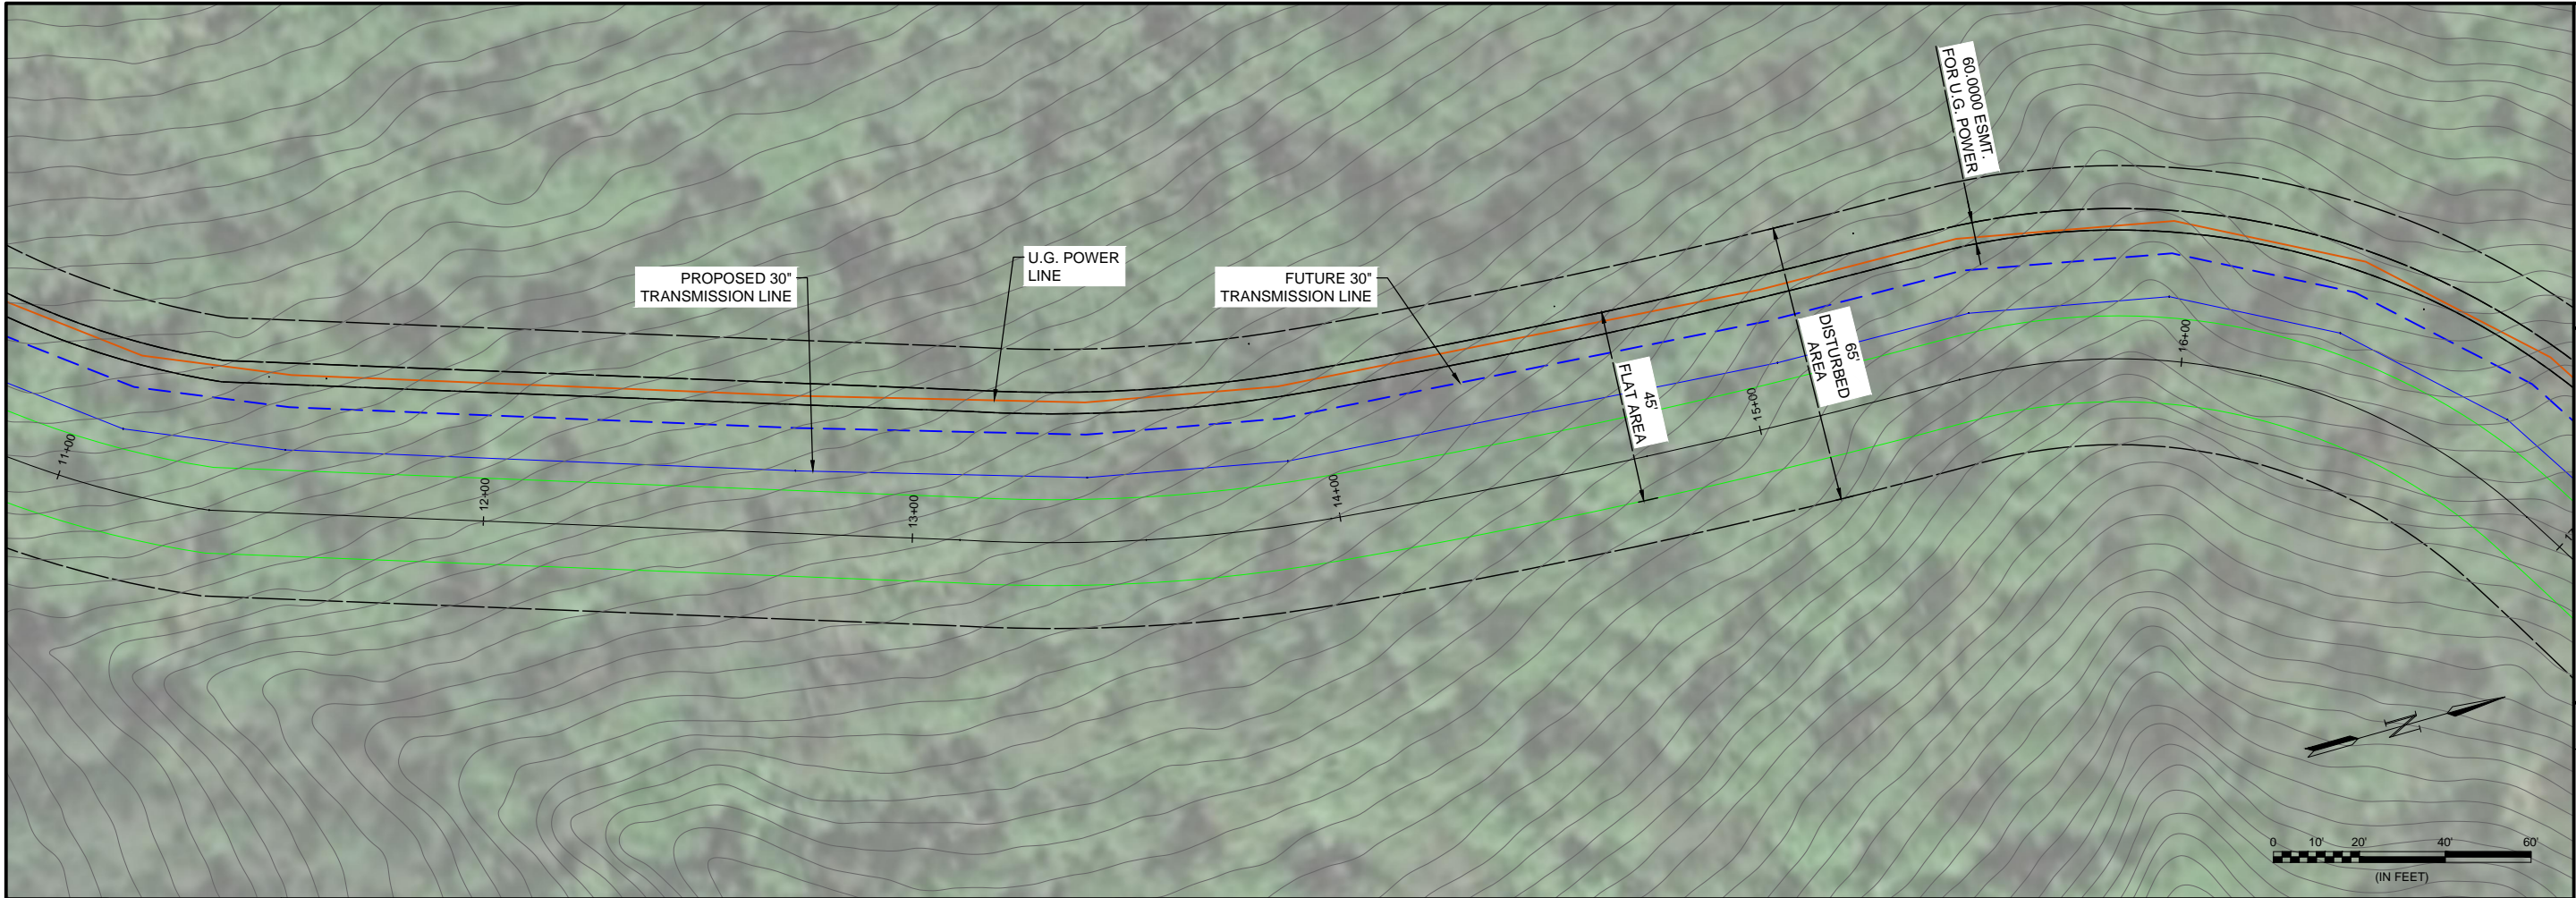 60.0000 ESMT.
FOR U.G. POWER
U.G. POWER
LINE
PROPOSED 30"
TRANSMISSION LINE
FUTURE 30"
TRANSMISSION LINE
65'
DISTURBED
AREA
45'
FLAT AREA
11+00
12+00
13+00
14+00
15+00
16+00
N
0 10' 20' 40' 60'
(IN FEET)